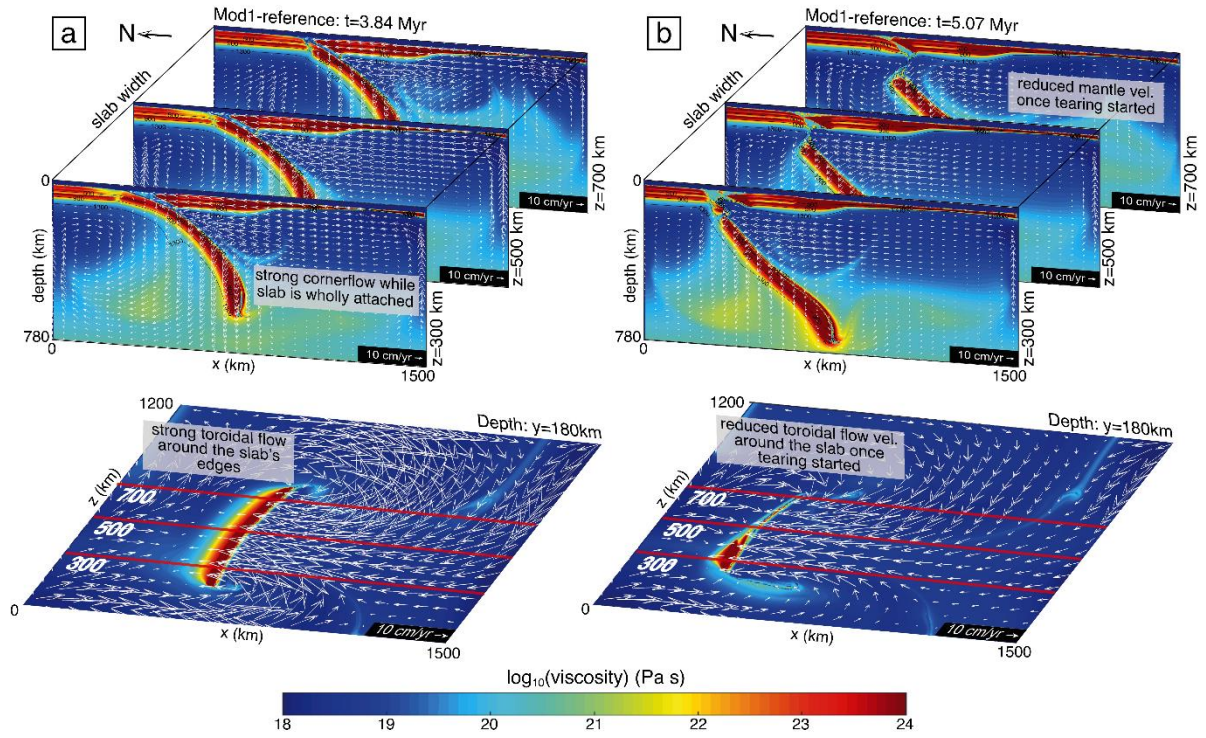 a
N
Mod1-reference: t=3.84 Myr
slab width
0
depth (km)
780
0
x (km)
1500
strong cornerflow while
slab is wholly attached
10 cm/yr
z=300 km
10 cm/yr
z=500 km
10 cm/yr
z=700 km
b
N
Mod1-reference: t=5.07 Myr
slab width
reduced mantle vel.
once tearing started
0
depth (km)
780
0
x (km)
1500
10 cm/yr
z=300 km
10 cm/yr
z=500 km
10 cm/yr
z=700 km
1200
Depth: y=180km
strong toroidal flow
around the slab's
edges
z (km)
700
500
300
0
x (km)
1500
10 cm/yr
1200
Depth: y=180km
reduced toroidal flow vel.
around the slab once
tearing started
z (km)
700
500
300
0
x (km)
1500
10 cm/yr
log₁₀(viscosity) (Pa s)
18 19 20 21 22 23 24